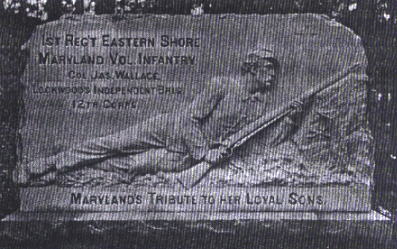 1ST REG'T EASTERN SHORE
MARYLAND VOL. INFANTRY
COL. JAS. WALLACE.
LOCKWOOD'S INDEPENDENT BRIG.
12TH CORPS.
MARYLAND'S TRIBUTE TO HER LOYAL SONS.